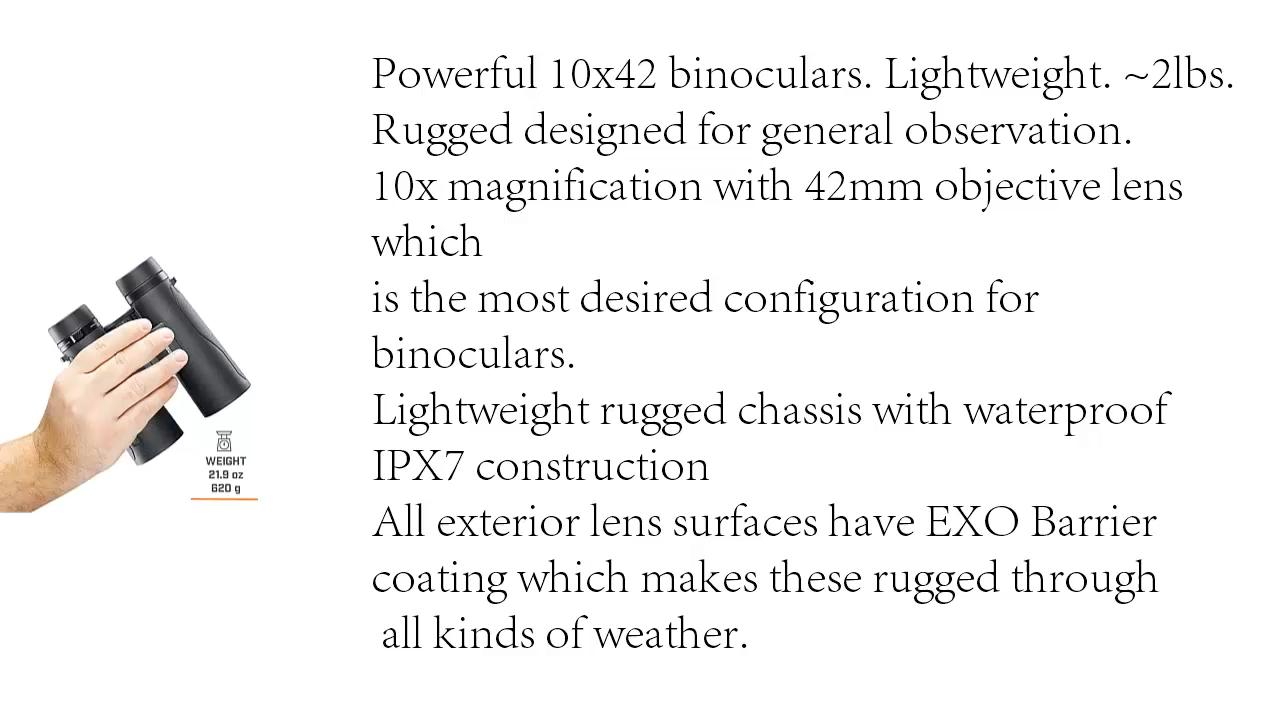 Powerful 10x42 binoculars. Lightweight. ~2lbs.
Rugged designed for general observation.
10x magnification with 42mm objective lens
which
is the most desired configuration for
binoculars.
Lightweight rugged chassis with waterproof
IPX7 construction
All exterior lens surfaces have EXO Barrier
coating which makes these rugged through
all kinds of weather.
WEIGHT
21.9 oz
620 g